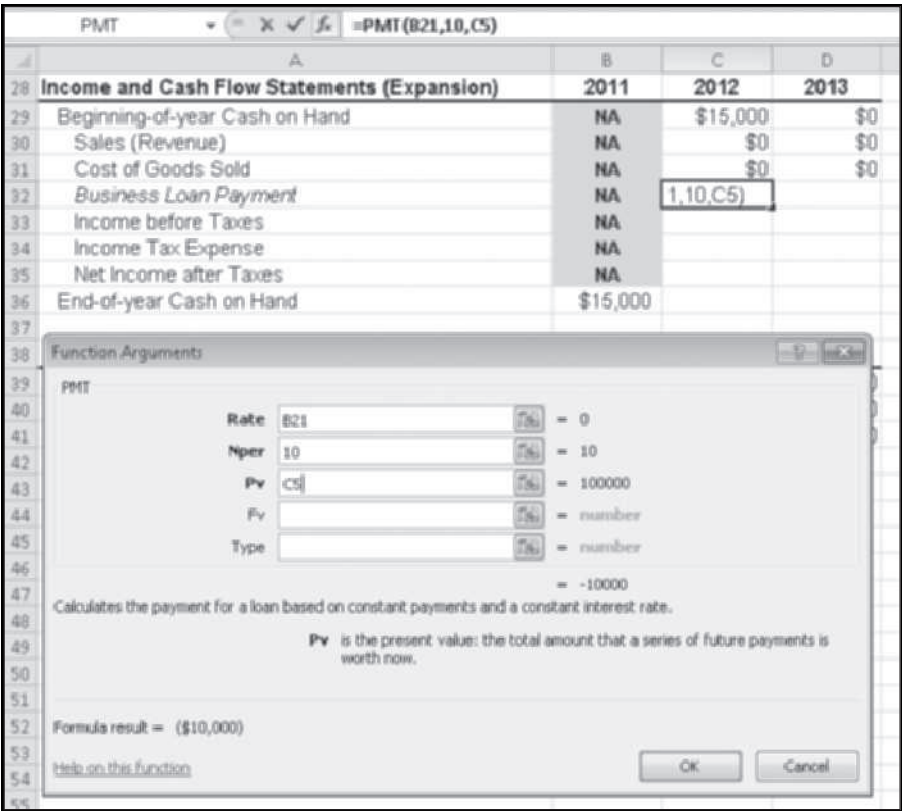 PMT =PMT(B21,10,C5)
A B C D
28 Income and Cash Flow Statements (Expansion) 2011 2012 2013
29 Beginning-of-year Cash on Hand NA $15,000 $0
30 Sales (Revenue) NA $0 $0
31 Cost of Goods Sold NA $0 $0
32 Business Loan Payment NA 1,10,C5)
33 Income before Taxes NA
34 Income Tax Expense NA
35 Net Income after Taxes NA
36 End-of-year Cash on Hand $15,000
37
38 Function Arguments
39 PMT
40 Rate B21 = 0
41
42 Nper 10 = 10
43 Pv C5 = 100000
44 Fv = number
45 Type = number
46
47 = -10000
Calculates the payment for a loan based on constant payments and a constant interest rate.
48
49 Pv is the present value: the total amount that a series of future payments is
worth now.
50
51
52 Formula result = ($10,000)
53
54 Help on this function OK Cancel
55